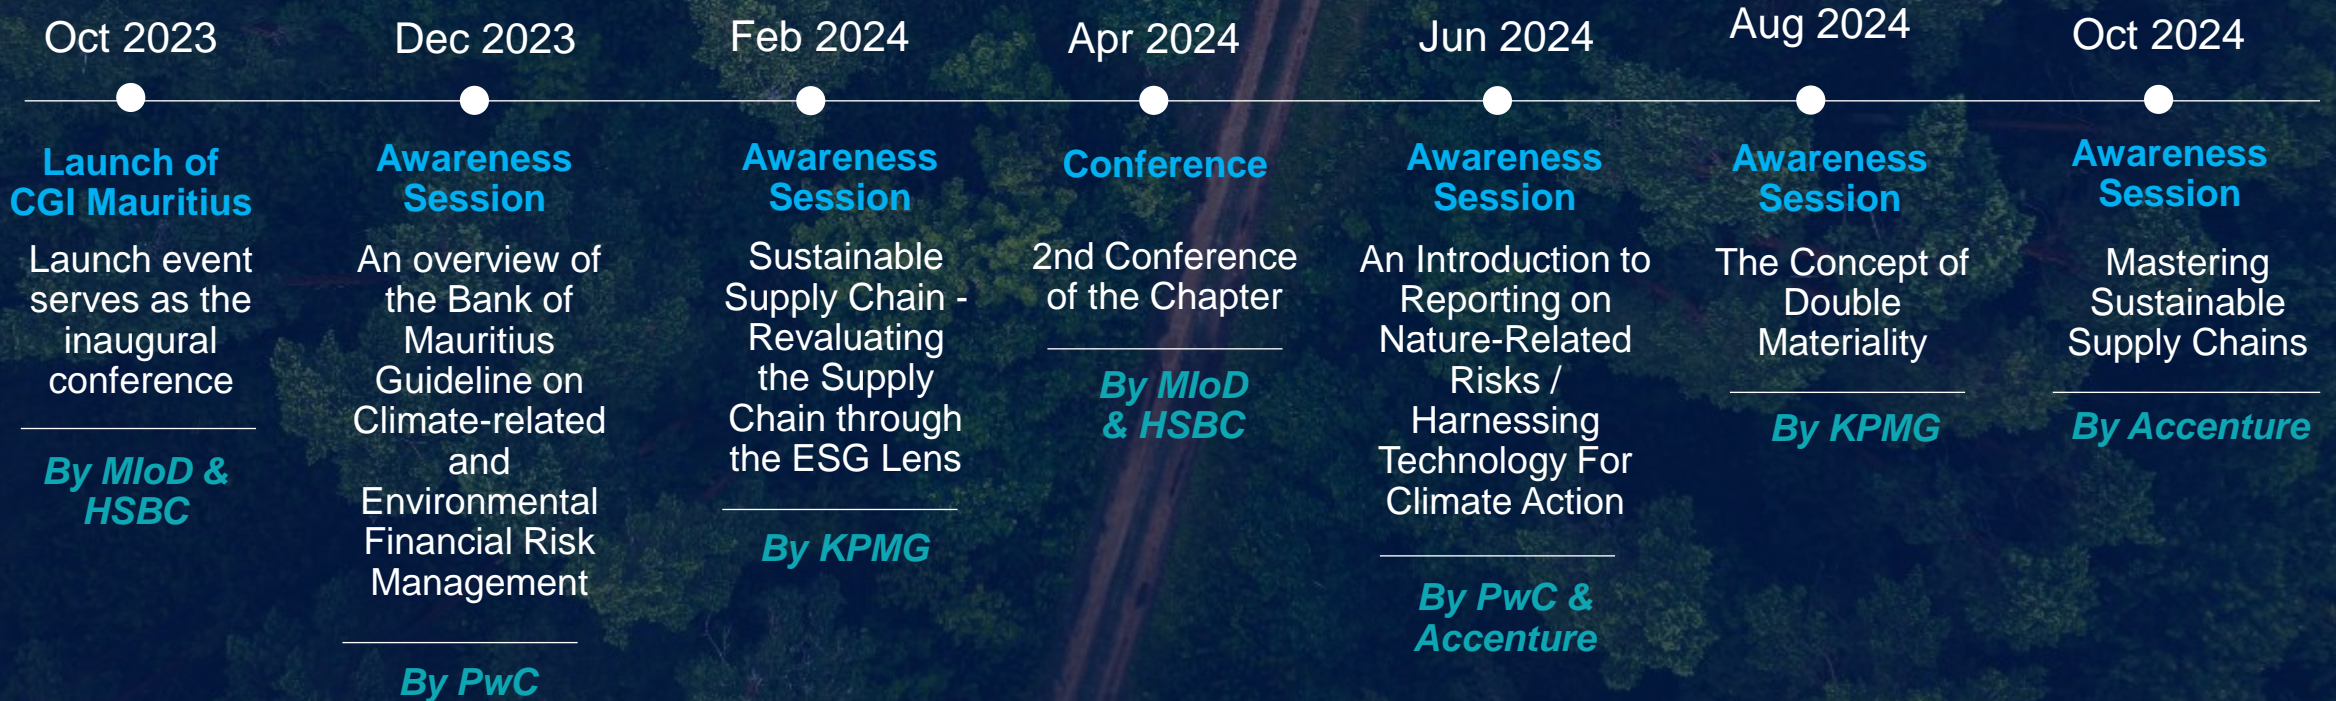 Oct 2023
Launch of
CGI Mauritius
Launch event
serves as the
inaugural
conference
By MIoD &
HSBC
Dec 2023
Awareness
Session
An overview of
the Bank of
Mauritius
Guideline on
Climate-related
and
Environmental
Financial Risk
Management
By PwC
Feb 2024
Awareness
Session
Sustainable
Supply Chain -
Revaluating
the Supply
Chain through
the ESG Lens
By KPMG
Apr 2024
Conference
2nd Conference
of the Chapter
By MIoD
& HSBC
Jun 2024
Awareness
Session
An Introduction to
Reporting on
Nature-Related
Risks /
Harnessing
Technology For
Climate Action
By PwC &
Accenture
Aug 2024
Awareness
Session
The Concept of
Double
Materiality
By KPMG
Oct 2024
Awareness
Session
Mastering
Sustainable
Supply Chains
By Accenture